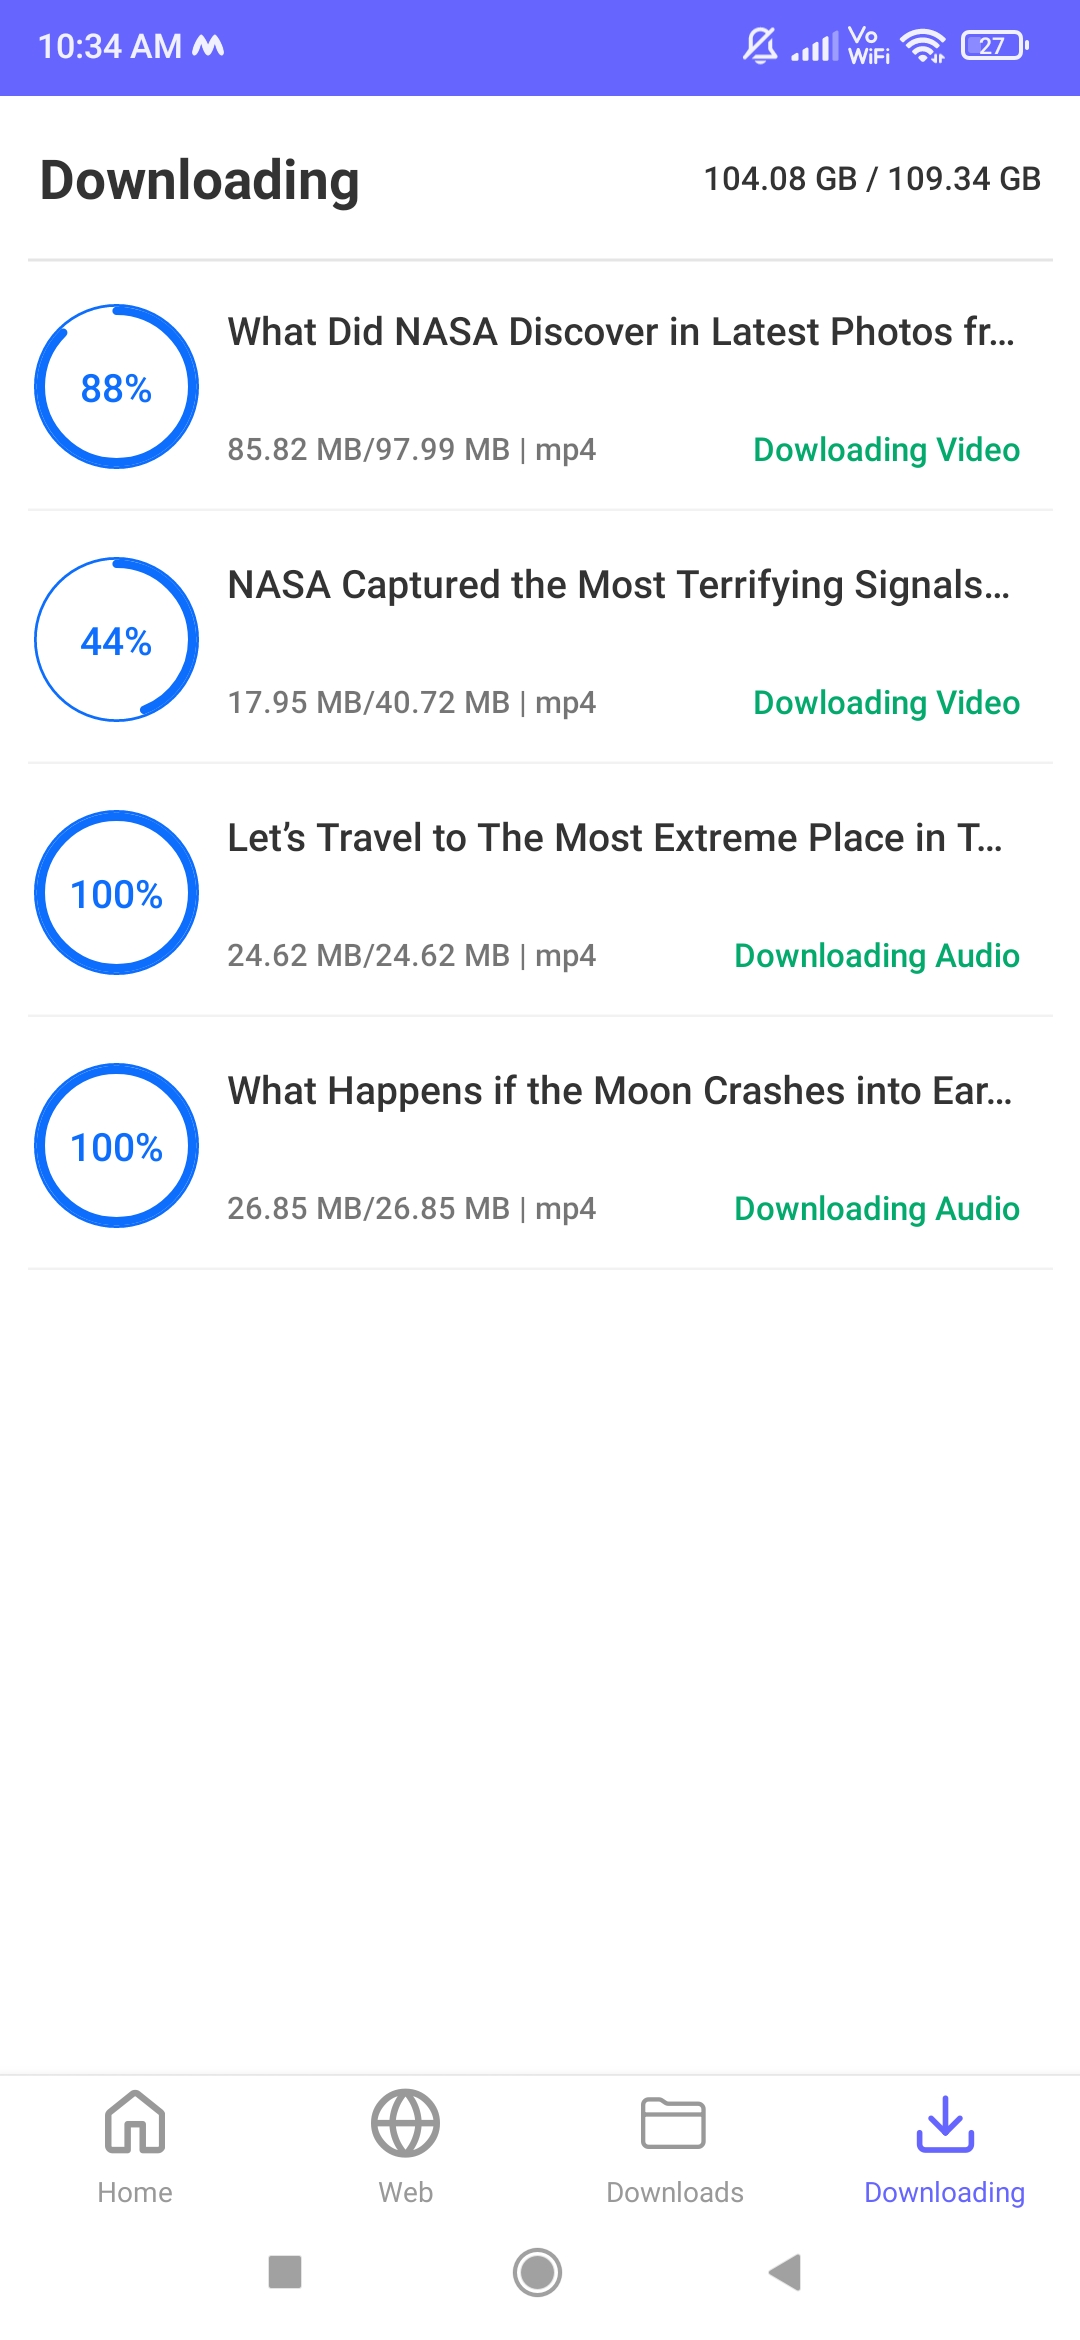 10:34 AM
Vo
WiFi
27
Downloading
104.08 GB / 109.34 GB
88%
What Did NASA Discover in Latest Photos fr...
85.82 MB/97.99 MB | mp4
Dowloading Video
44%
NASA Captured the Most Terrifying Signals...
17.95 MB/40.72 MB | mp4
Dowloading Video
100%
Let’s Travel to The Most Extreme Place in T...
24.62 MB/24.62 MB | mp4
Downloading Audio
100%
What Happens if the Moon Crashes into Ear...
26.85 MB/26.85 MB | mp4
Downloading Audio
Home
Web
Downloads
Downloading